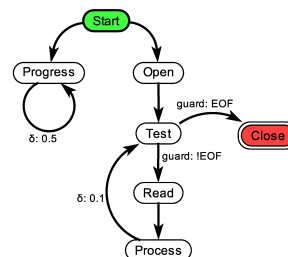 Start
Progress
Open
guard: EOF
Test
Close
δ: 0.5
guard: !EOF
δ: 0.1
Read
Process